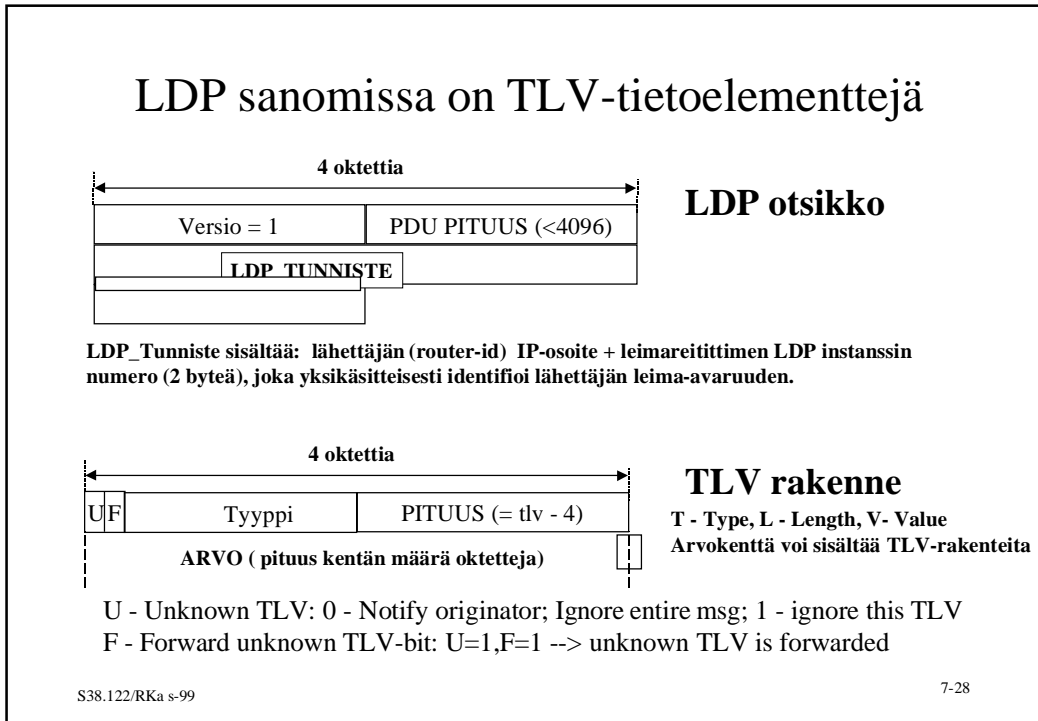 LDP sanomissa on TLV-tietoelementtejä
4 oktettia
LDP otsikko
Versio = 1
PDU PITUUS (<4096)
LDP_TUNNISTE
LDP_Tunniste sisältää: lähettäjän (router-id) IP-osoite + leimareitittimen LDP instanssin
numero (2 byteä), joka yksikäsitteisesti identifioi lähettäjän leima-avaruuden.
4 oktettia
TLV rakenne
U F
Tyyppi
PITUUS (= tlv - 4)
T - Type, L - Length, V- Value
Arvokenttä voi sisältää TLV-rakenteita
ARVO ( pituus kentän määrä oktetteja)
U - Unknown TLV: 0 - Notify originator; Ignore entire msg; 1 - ignore this TLV
F - Forward unknown TLV-bit: U=1,F=1 --> unknown TLV is forwarded
S38.122/RKa s-99
7-28